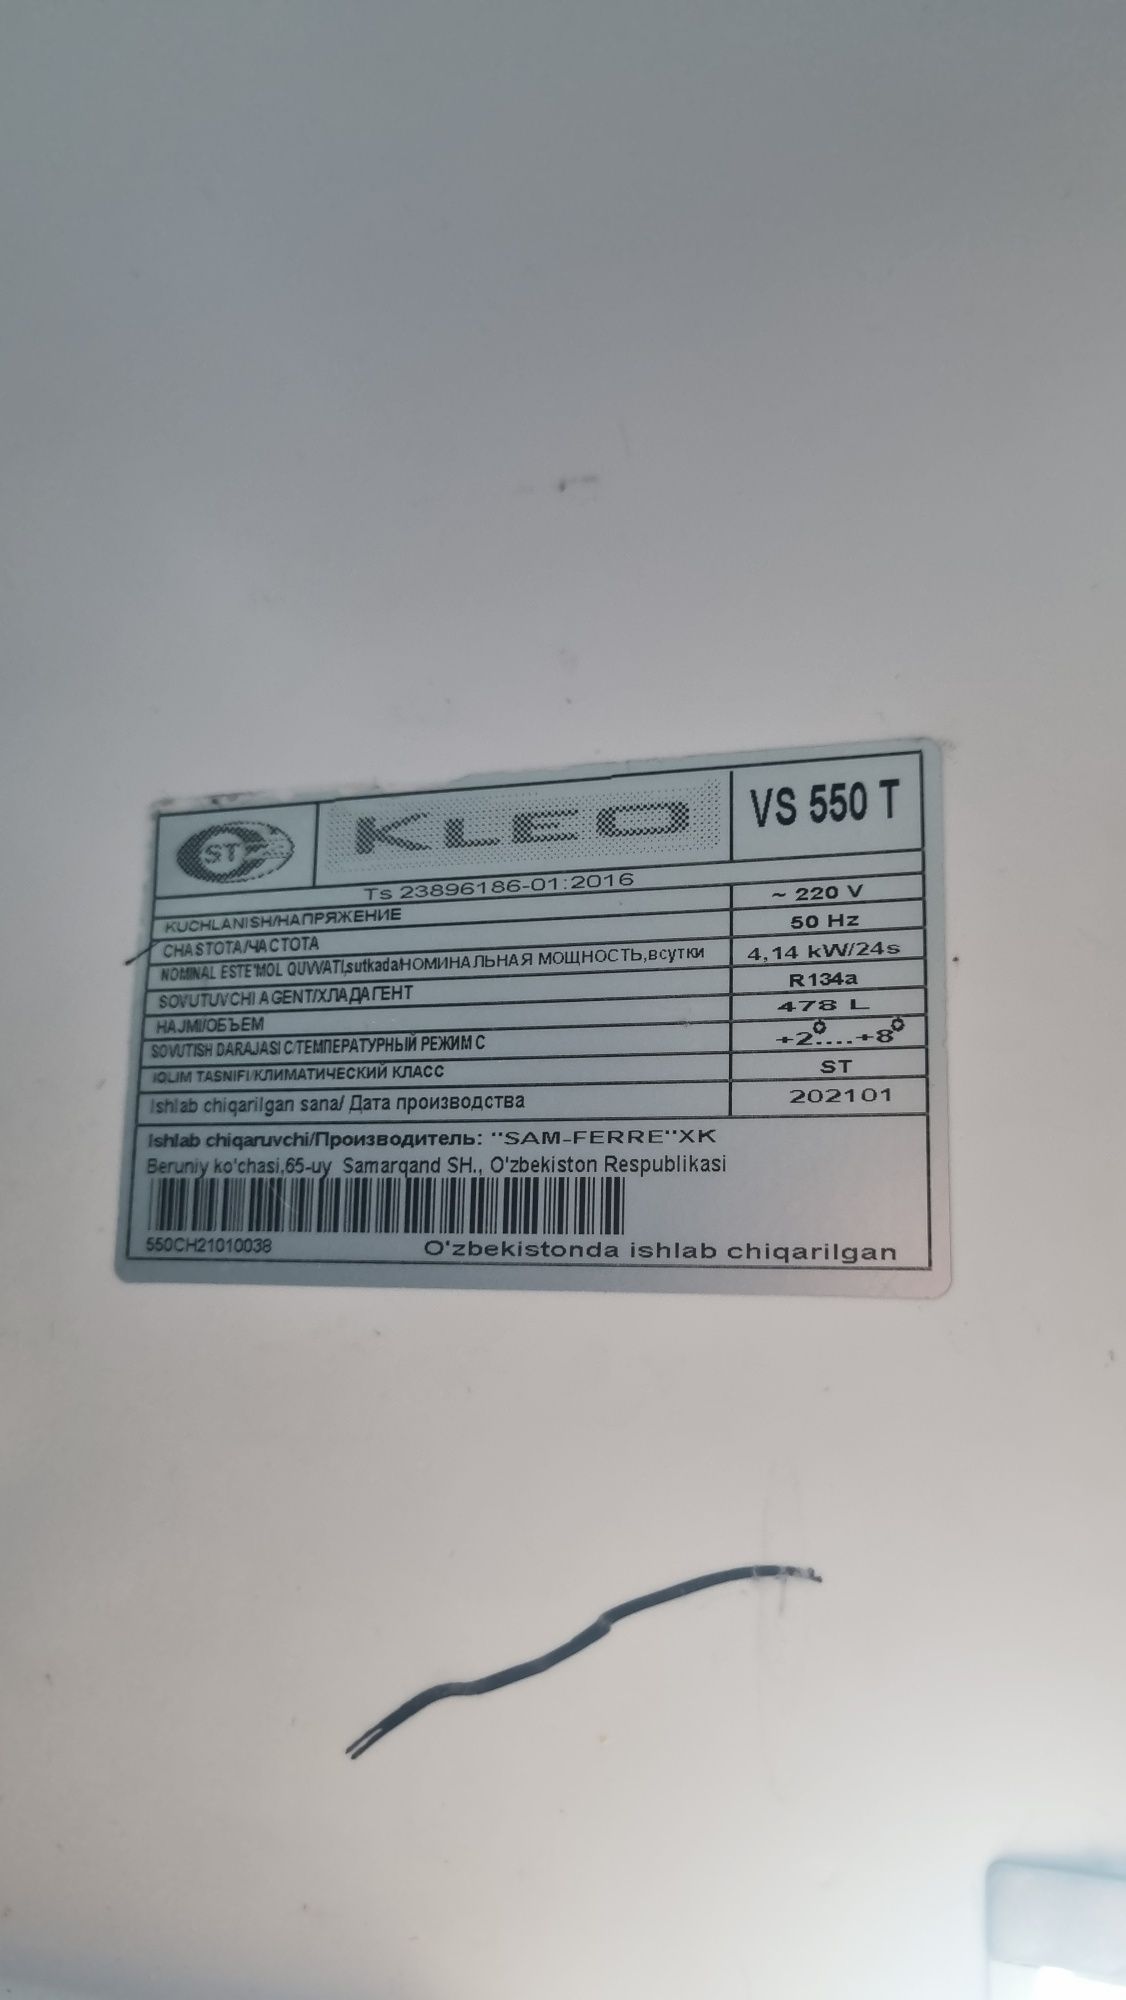 ST
KLEO
VS 550 T
Ts 23896186-01:2016
KUCHLANISH/НАПРЯЖЕНИЕ ~ 220 V
CHASTOTA/ЧАСТОТА 50 Hz
NOMINAL ESTE'MOL QUVVATI,sutkada/НОМИНАЛЬНАЯ МОЩНОСТЬ,всутки 4,14 kW/24s
SOVUTUVCHI AGENT/ХЛАДАГЕНТ R134a
HAJMI/ОБЪЕМ 478 L
SOVUTISH DARAJASI C/ТЕМПЕРАТУРНЫЙ РЕЖИМ С +2°....+8°
IQLIM TASNIFI/КЛИМАТИЧЕСКИЙ КЛАСС ST
Ishlab chiqarilgan sana/ Дата производства 202101
Ishlab chiqaruvchi/Производитель: "SAM-FERRE"XK
Beruniy ko'chasi,65-uy Samarqand SH., O'zbekiston Respublikasi
550CH21010038
O'zbekistonda ishlab chiqarilgan